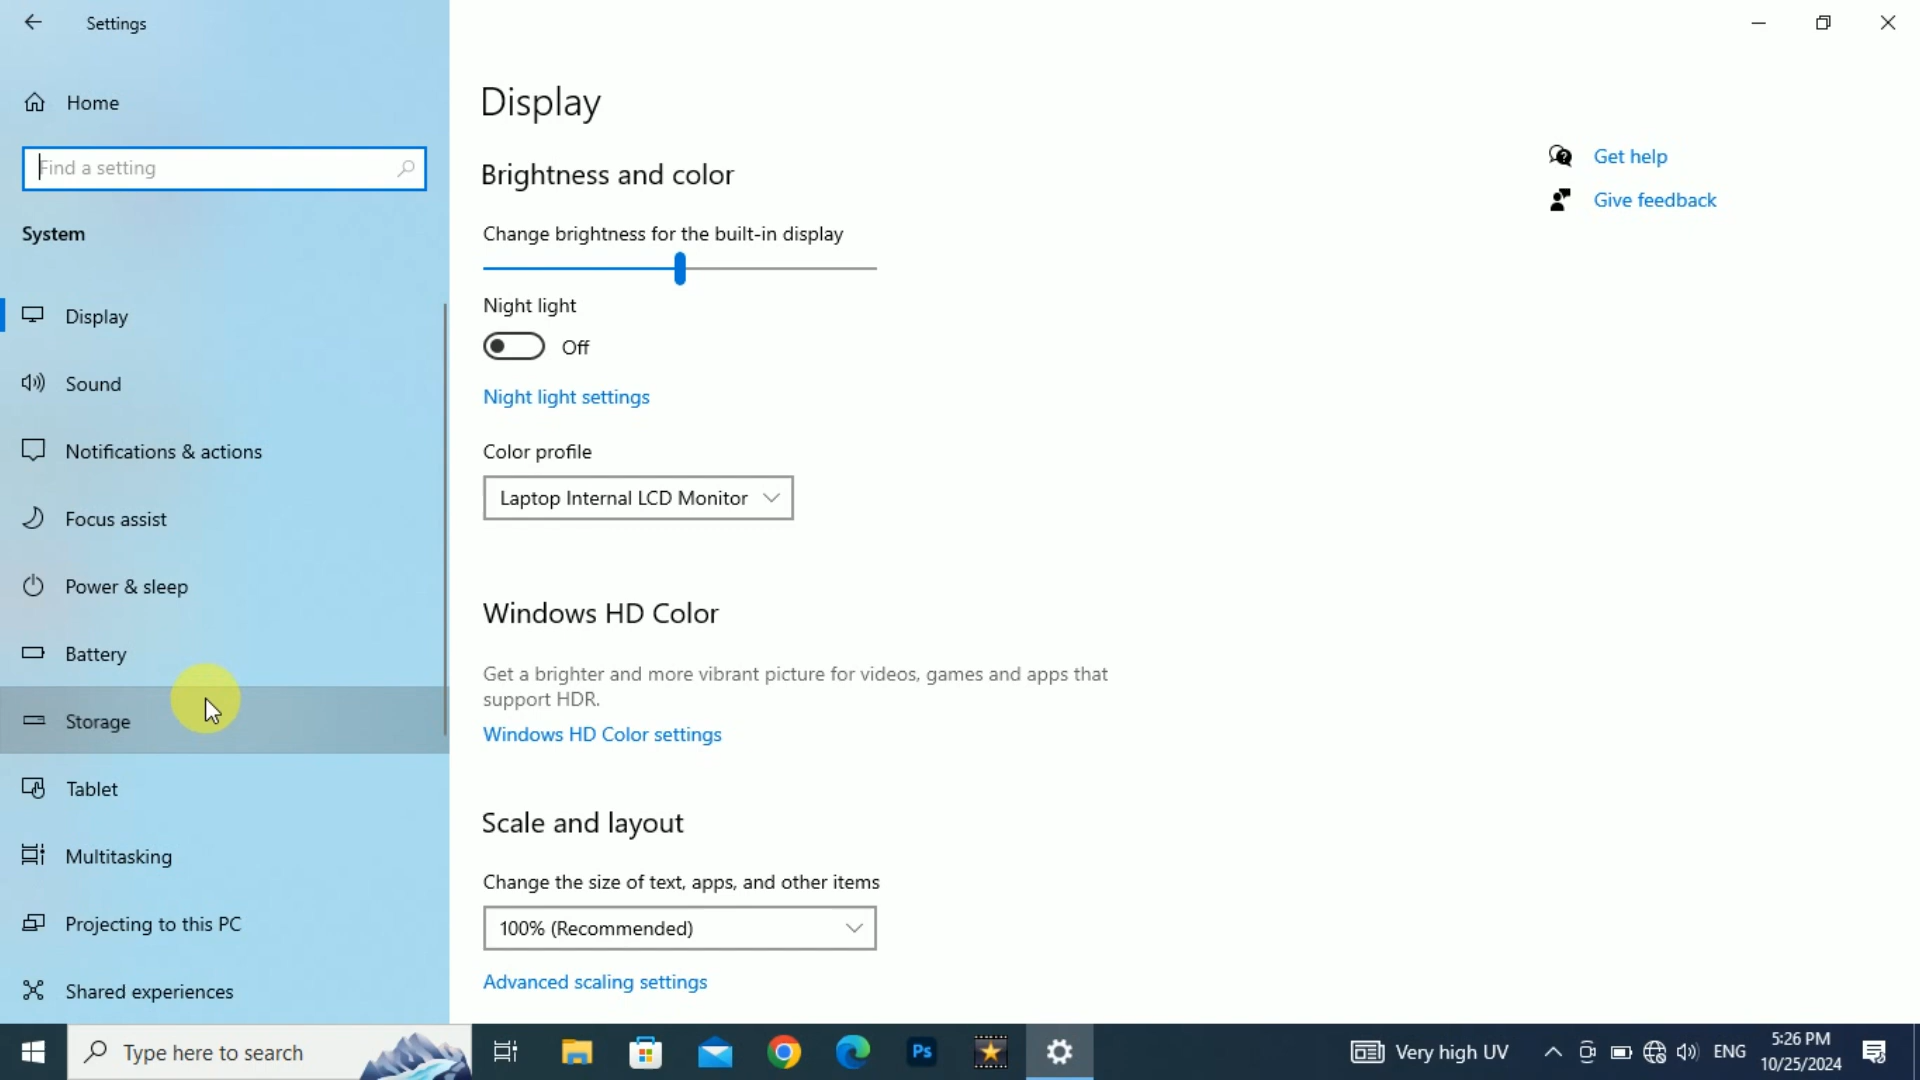 Settings
Home
Find a setting
System
Display
Sound
Notifications & actions
Focus assist
Power & sleep
Battery
Storage
Tablet
Multitasking
Projecting to this PC
Shared experiences
Display
Brightness and color
Change brightness for the built-in display
Night light
Off
Night light settings
Color profile
Laptop Internal LCD Monitor
Windows HD Color
Get a brighter and more vibrant picture for videos, games and apps that
support HDR.
Windows HD Color settings
Scale and layout
Change the size of text, apps, and other items
100% (Recommended)
Advanced scaling settings
Get help
Give feedback
Type here to search
Ps
Very high UV
ENG
5:26 PM
10/25/2024